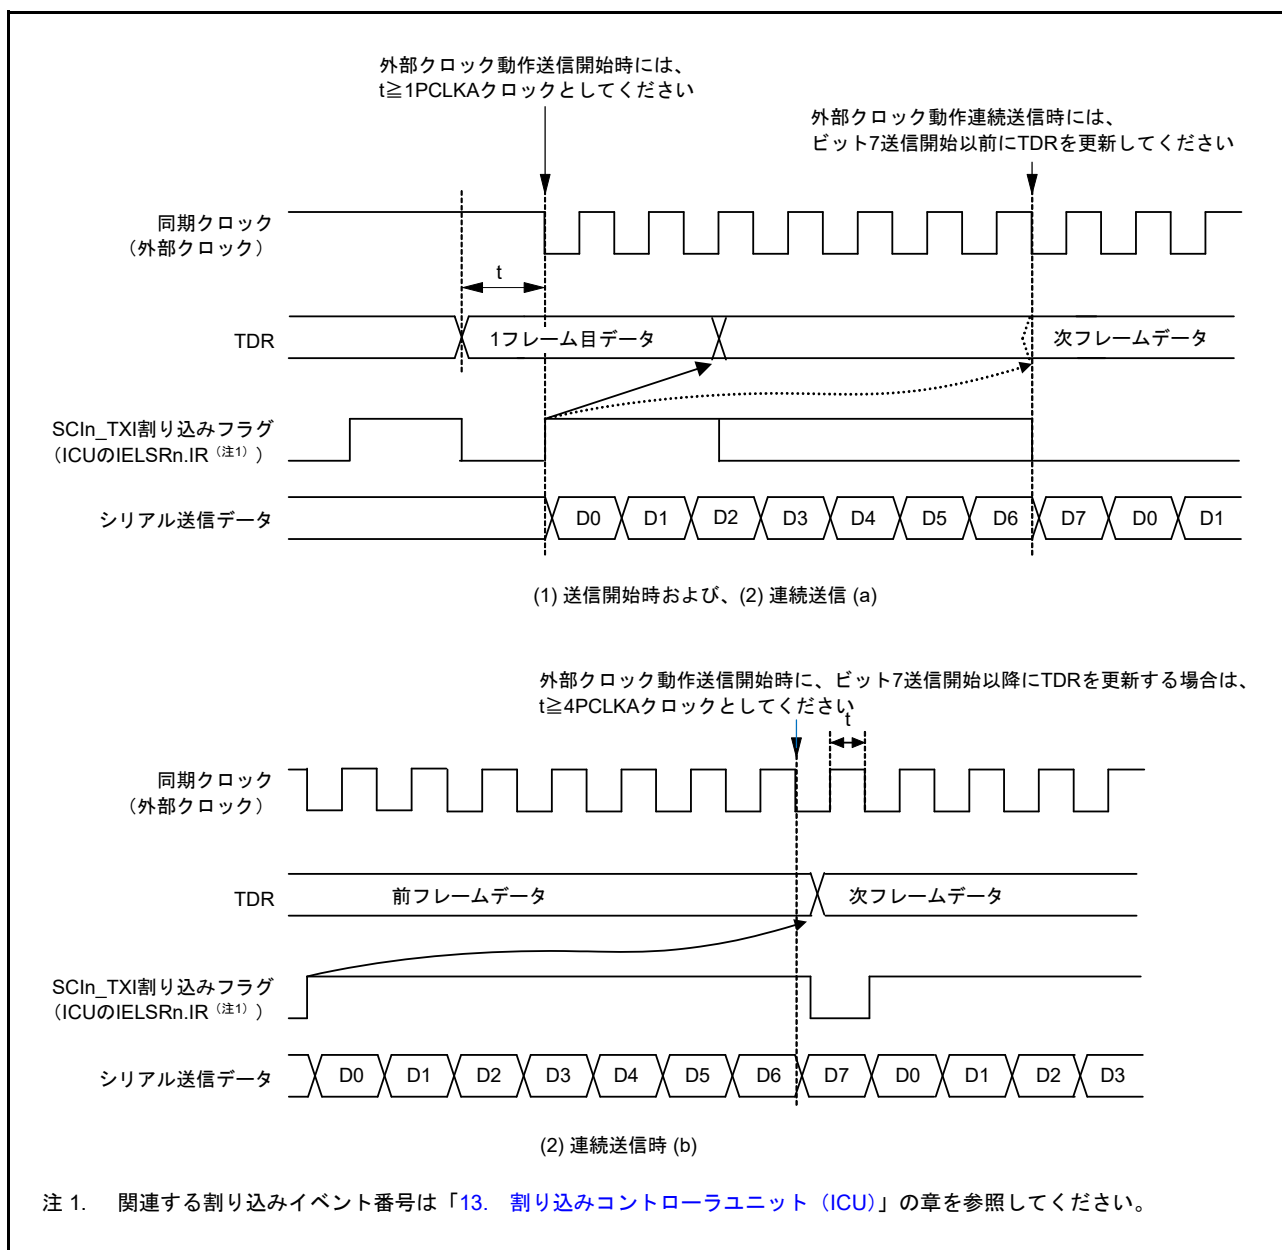 外部クロック動作送信開始時には、
t≧1PCLKAクロックとしてください
外部クロック動作連続送信時には、
ビット7送信開始以前にTDRを更新してください
同期クロック
（外部クロック）
t
TDR
1フレーム目データ
次フレームデータ
SCIn_TXI割り込みフラグ
（ICUのIELSRn.IR（注1））
シリアル送信データ
D0 D1 D2 D3 D4 D5 D6 D7 D0 D1
(1) 送信開始時および、(2) 連続送信 (a)
外部クロック動作送信開始時に、ビット7送信開始以降にTDRを更新する場合は、
t≧4PCLKAクロックとしてください
t
同期クロック
（外部クロック）
TDR
前フレームデータ
次フレームデータ
SCIn_TXI割り込みフラグ
（ICUのIELSRn.IR（注1））
シリアル送信データ
D0 D1 D2 D3 D4 D5 D6 D7 D0 D1 D2 D3
(2) 連続送信時 (b)
注 1. 関連する割り込みイベント番号は「13. 割り込みコントローラユニット（ICU）」の章を参照してください。